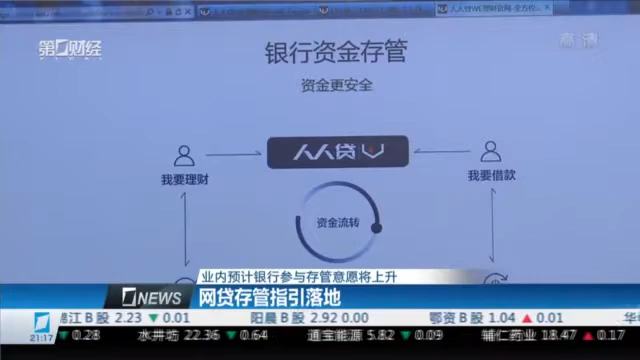 人人贷WE理财官网-全方位...
第一财经
高清
银行资金存管
资金更安全
人人贷
我要理财
我要借款
资金流转
业内预计银行参与存管意愿将上升
NEWS
网贷存管指引落地
锦江B股 2.23 ▼ 0.01 阳晨B股 2.92 0.00 鄂资B股 1.04 ▲ 0.01
21:17
▼ 0.28 水井坊 22.36 ▼ 0.64 通宝能源 5.82 ▼ 0.09 辅仁药业 18.47 ▲ 0.17